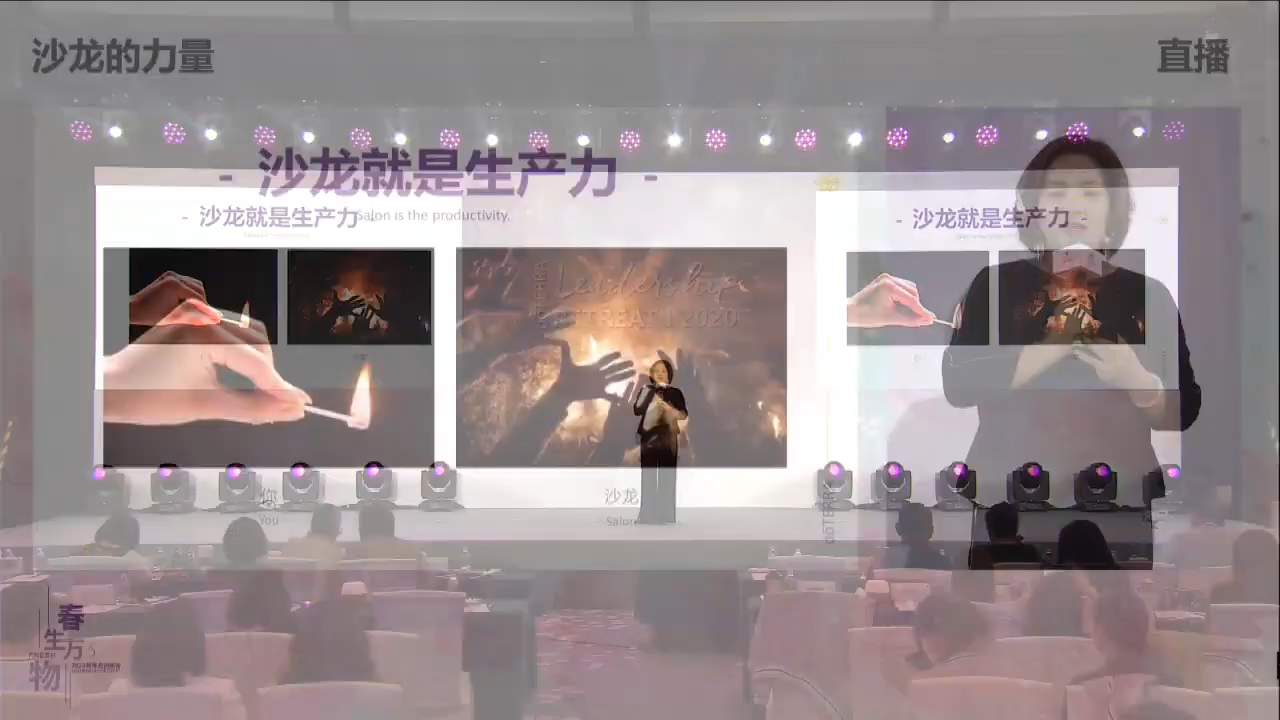 沙龙的力量
直播
- 沙龙就是生产力 -
Salon is the productivity.
- 沙龙就是生产力 -
- 沙龙就是生产力 -
Leadership
RETREAT 2020
你
You
沙龙
Salon
春
生万
物